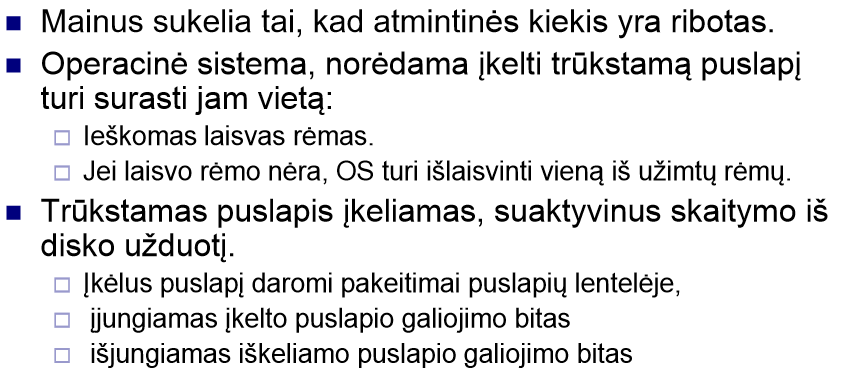 Mainus sukelia tai, kad atmintinės kiekis yra ribotas.
Operacinė sistema, norėdama įkelti trūkstamą puslapį
turi surasti jam vietą:
Ieškomas laisvas rėmas.
Jei laisvo rėmo nėra, OS turi išlaisvinti vieną iš užimtų rėmų.
Trūkstamas puslapis įkeliamas, suaktyvinus skaitymo iš
disko užduotį.
Įkėlus puslapį daromi pakeitimai puslapių lentelėje,
įjungiamas įkelto puslapio galiojimo bitas
išjungiamas iškeliamo puslapio galiojimo bitas